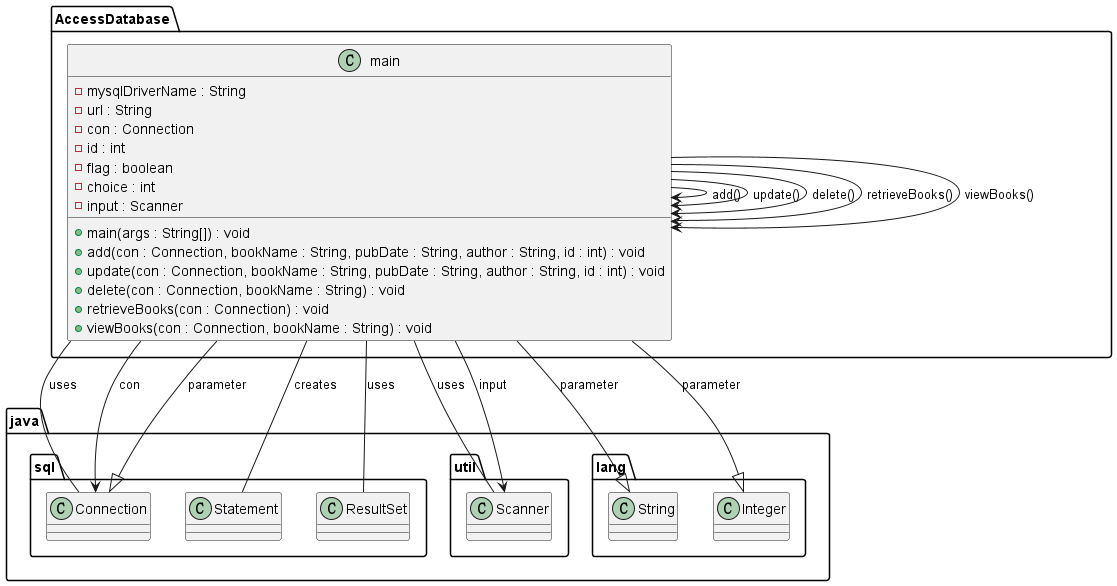 AccessDatabase
C main
mysqlDriverName : String
url : String
con : Connection
id : int
flag : boolean
choice : int
input : Scanner
main(args : String[]) : void
add(con : Connection, bookName : String, pubDate : String, author : String, id : int) : void
update(con : Connection, bookName : String, pubDate : String, author : String, id : int) : void
delete(con : Connection, bookName : String) : void
retrieveBooks(con : Connection) : void
viewBooks(con : Connection, bookName : String) : void
add() update() delete() retrieveBooks() viewBooks()
uses con parameter creates uses uses input parameter parameter
java
sql util lang
C Connection C Statement C ResultSet C Scanner C String C Integer